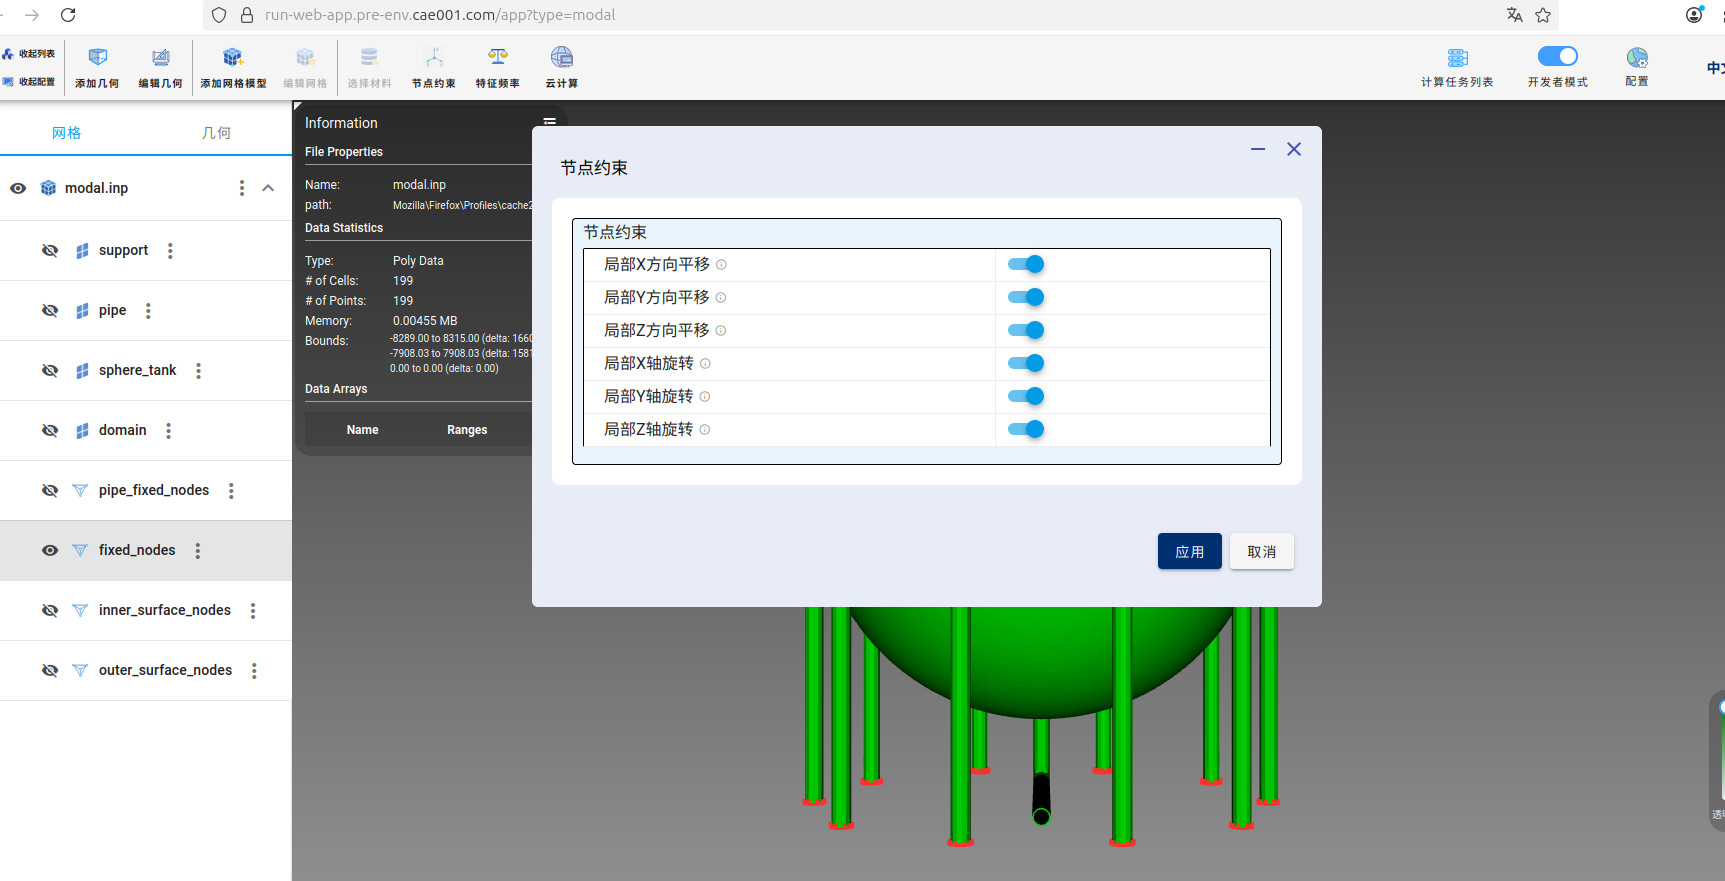 run-web-app.pre-env.cae001.com/app?type=modal
收起列表
收起配置
添加几何
编辑几何
添加网格模型
编辑网格
选择材料
节点约束
特征频率
云计算
计算任务列表
开发者模式
配置
中文
网格
几何
modal.inp
support
pipe
sphere_tank
domain
pipe_fixed_nodes
fixed_nodes
inner_surface_nodes
outer_surface_nodes
Information
File Properties
Name: modal.inp
path: Mozilla\Firefox\Profiles\cache2
Data Statistics
Type: Poly Data
# of Cells: 199
# of Points: 199
Memory: 0.00455 MB
Bounds: -8289.00 to 8315.00 (delta: 1660
-7908.03 to 7908.03 (delta: 1581
0.00 to 0.00 (delta: 0.00)
Data Arrays
Name Ranges
节点约束
节点约束
局部X方向平移
局部Y方向平移
局部Z方向平移
局部X轴旋转
局部Y轴旋转
局部Z轴旋转
应用
取消